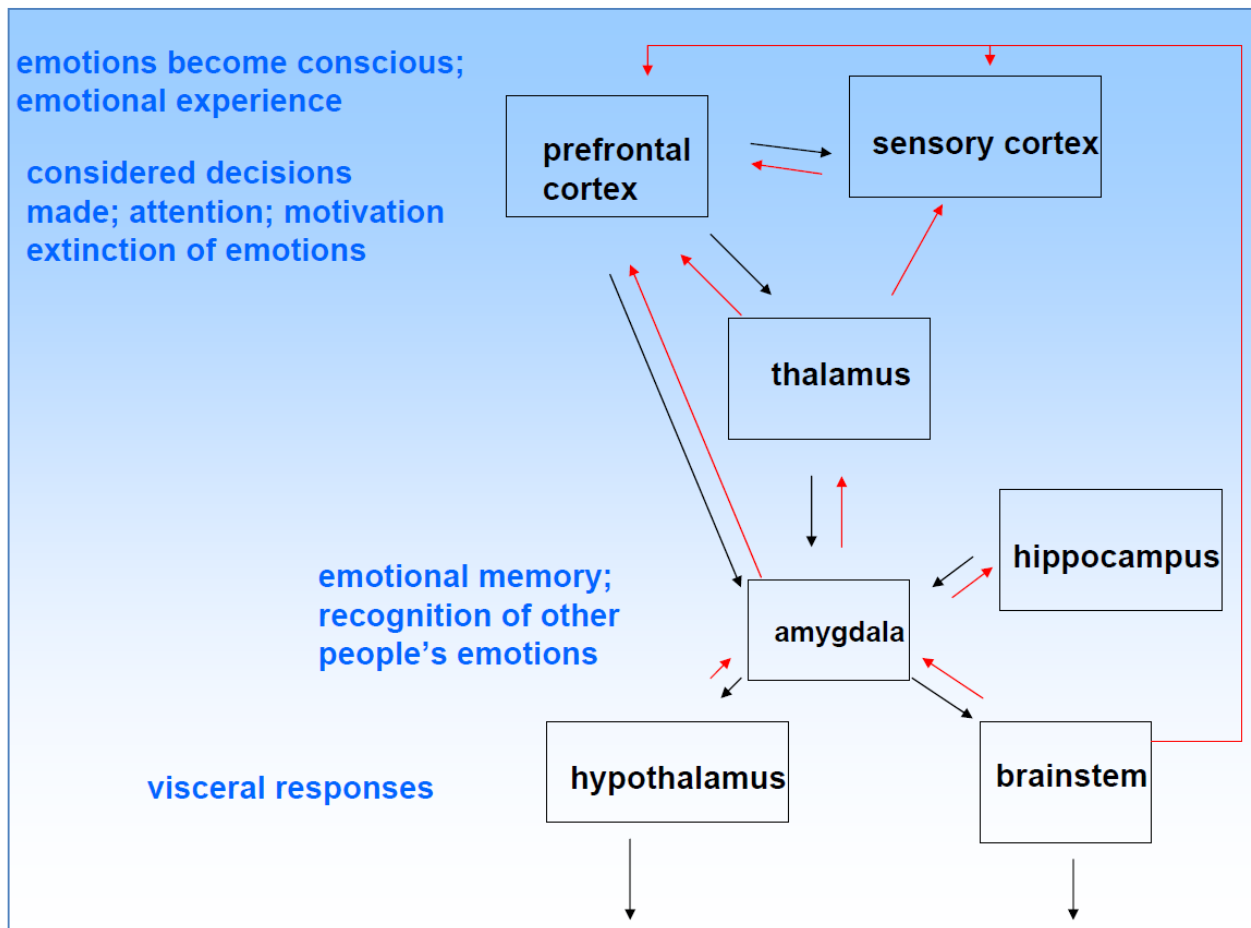 emotions become conscious;
emotional experience
prefrontal
cortex
sensory cortex
considered decisions
made; attention; motivation
extinction of emotions
thalamus
hippocampus
emotional memory;
recognition of other
people’s emotions
amygdala
hypothalamus
brainstem
visceral responses